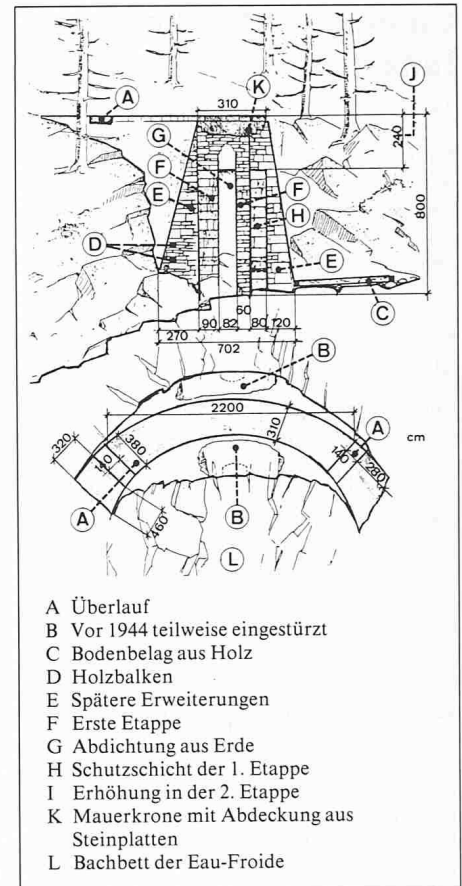 310
K
J
A
G
240
F
F
800
E
H
D
E
60
C
90 82 80 120
270
702
B
2200
310
A
cm
320
380
140
140
280
A
B
460
L
A Überlauf
B Vor 1944 teilweise eingestürzt
C Bodenbelag aus Holz
D Holzbalken
E Spätere Erweiterungen
F Erste Etappe
G Abdichtung aus Erde
H Schutzschicht der 1. Etappe
I Erhöhung in der 2. Etappe
K Mauerkrone mit Abdeckung aus
Steinplatten
L Bachbett der Eau-Froide